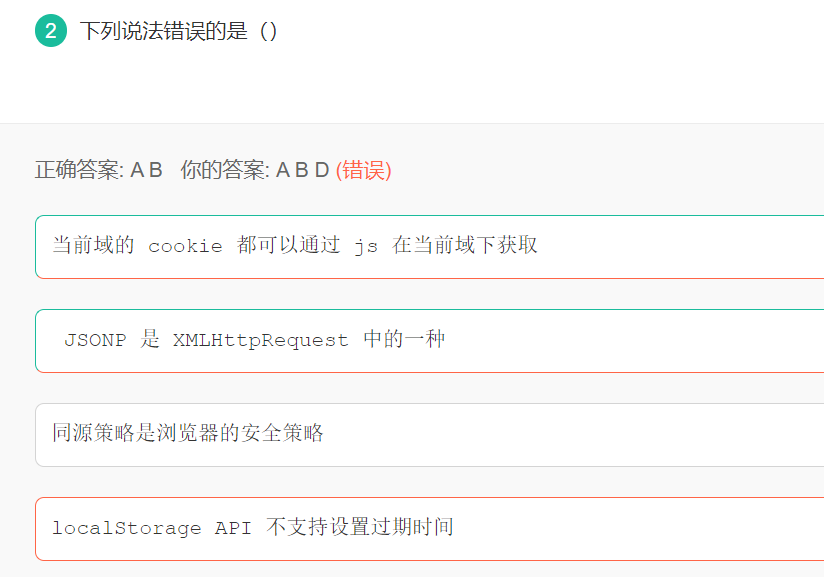 2 下列说法错误的是（）
正确答案: A B 你的答案: A B D (错误)
当前域的 cookie 都可以通过 js 在当前域下获取
JSONP 是 XMLHttpRequest 中的一种
同源策略是浏览器的安全策略
localStorage API 不支持设置过期时间